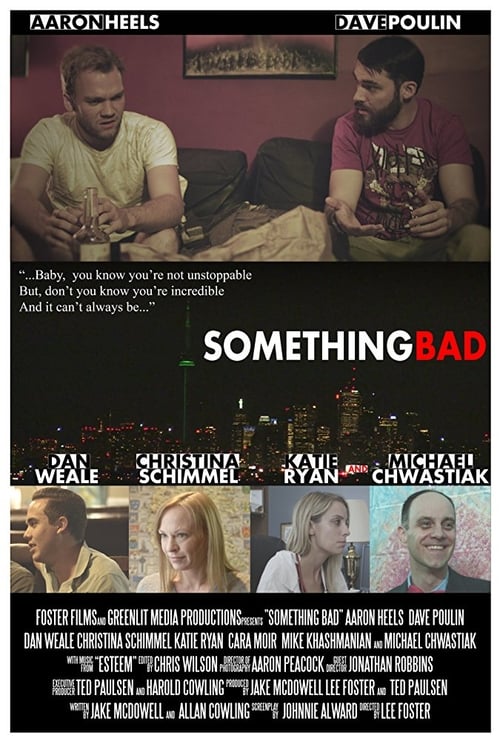 AARON HEELS DAVE POULIN
"...Baby, you know you're not unstoppable
But, don't you know you're incredible
And it can't always be..."
SOMETHING BAD
DAN WEALE
CHRISTINA SCHIMMEL
KATIE RYAN
AND MICHAEL CHWASTIAK
FOSTER FILMS AND GREENLIT MEDIA PRODUCTIONS PRESENTS "SOMETHING BAD" AARON HEELS DAVE POULIN
DAN WEALE CHRISTINA SCHIMMEL KATIE RYAN CARA MOIR MIKE KHASHMANIAN AND MICHAEL CHWASTIAK
WITH MUSIC FROM "ESTEEM" EDITED BY CHRIS WILSON DIRECTOR OF PHOTOGRAPHY AARON PEACOCK GUEST DIRECTOR JONATHAN ROBBINS
EXECUTIVE PRODUCER TED PAULSEN AND HAROLD COWLING PRODUCED BY JAKE MCDOWELL LEE FOSTER AND TED PAULSEN
WRITTEN BY JAKE MCDOWELL AND ALLAN COWLING SCREENPLAY BY JOHNNIE ALWARD DIRECTED BY LEE FOSTER